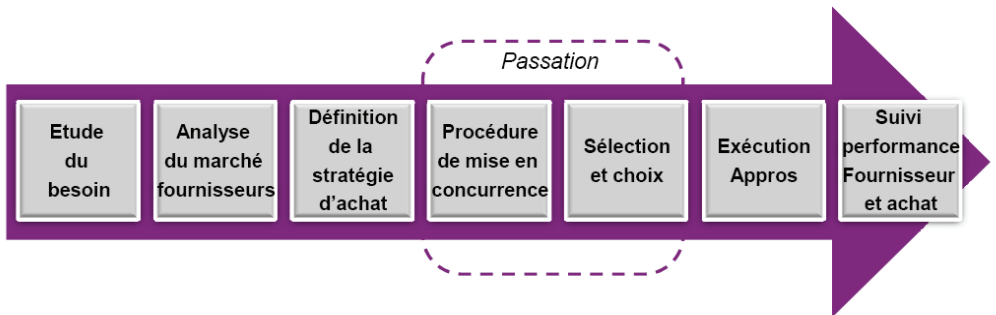 Passation
Etude
du
besoin
Analyse
du marché
fournisseurs
Définition
de la
stratégie
d'achat
Procédure
de mise en
concurrence
Sélection
et choix
Exécution
Appros
Suivi
performance
Fournisseur
et achat